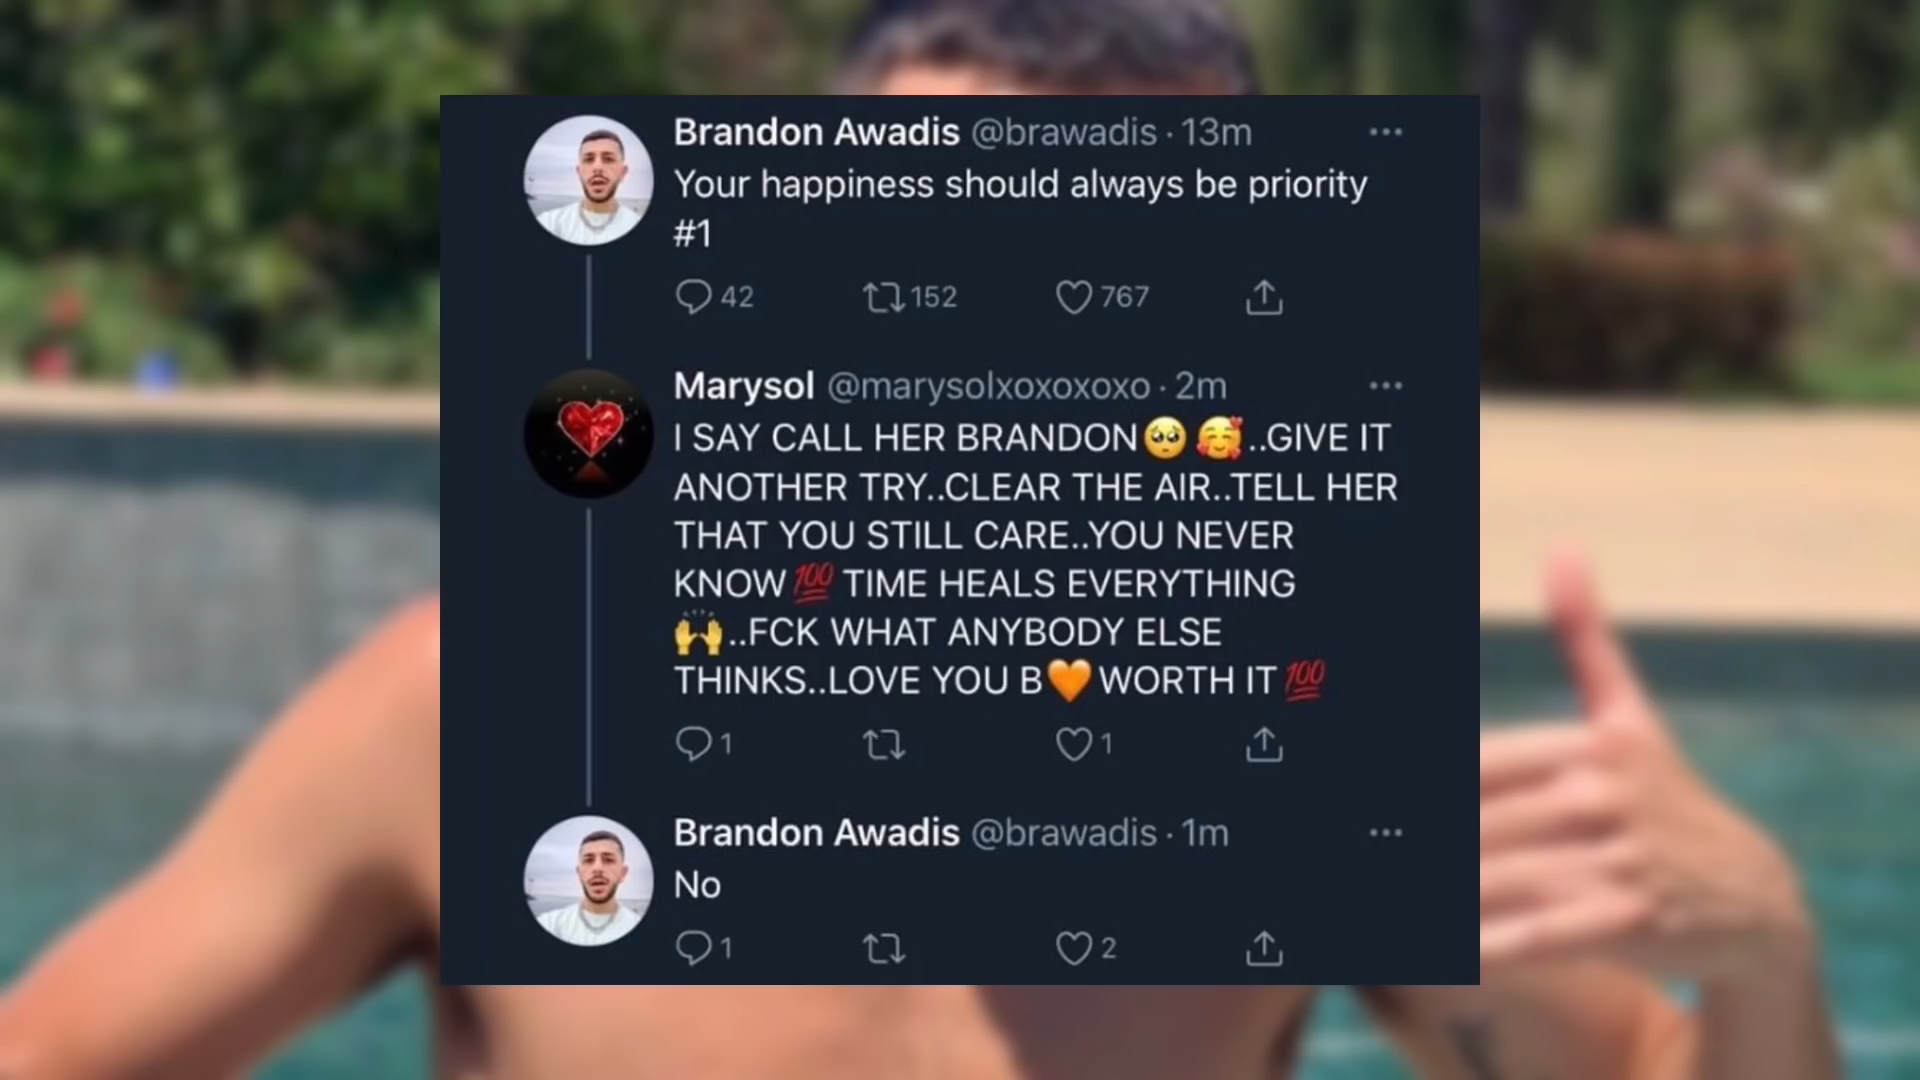 Brandon Awadis @brawadis · 13m
Your happiness should always be priority
#1
42 152 767
Marysol @marysolxoxoxoxo · 2m
I SAY CALL HER BRANDON🥺🥰..GIVE IT
ANOTHER TRY..CLEAR THE AIR..TELL HER
THAT YOU STILL CARE..YOU NEVER
KNOW💯 TIME HEALS EVERYTHING
🙌..FCK WHAT ANYBODY ELSE
THINKS..LOVE YOU B🧡WORTH IT💯
1 1
Brandon Awadis @brawadis · 1m
No
1 2